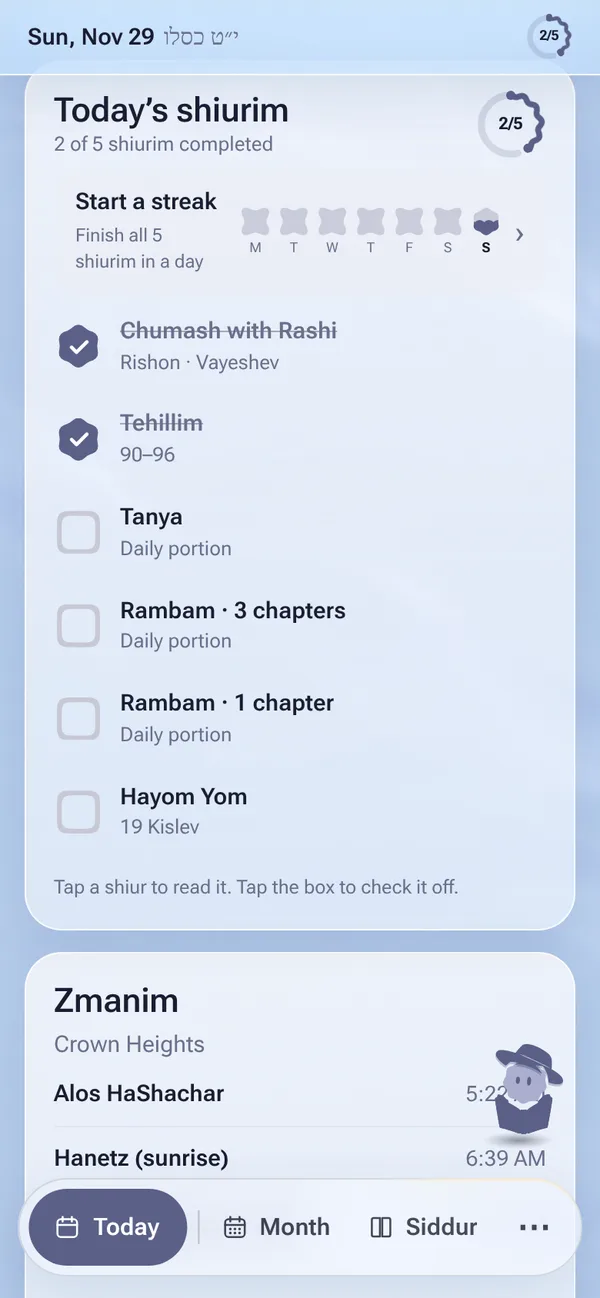 Sun, Nov 29 י״ט כסלו
2/5
Today's shiurim
2 of 5 shiurim completed
2/5
Start a streak
Finish all 5
shiurim in a day
M T W T F S S
›
Chumash with Rashi
Rishon · Vayeshev
Tehillim
90–96
Tanya
Daily portion
Rambam · 3 chapters
Daily portion
Rambam · 1 chapter
Daily portion
Hayom Yom
19 Kislev
Tap a shiur to read it. Tap the box to check it off.
Zmanim
Crown Heights
Alos HaShachar
Hanetz (sunrise) 6:39 AM
Today Month Siddur ···